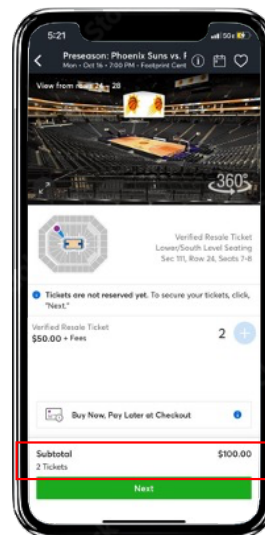 5:21
5GE
Preseason: Phoenix Suns vs. F
Mon • Oct 16 • 7:00 PM • Footprint Cent
View from row 24 - 28
360°
Verified Resale Ticket
Lower/South Level Seating
Sec 111, Row 24, Seats 7-8
Tickets are not reserved yet. To secure your tickets, click,
"Next."
Verified Resale Ticket
$50.00 + Fees
2 +
Buy Now, Pay Later at Checkout
Subtotal $100.00
2 Tickets
Next